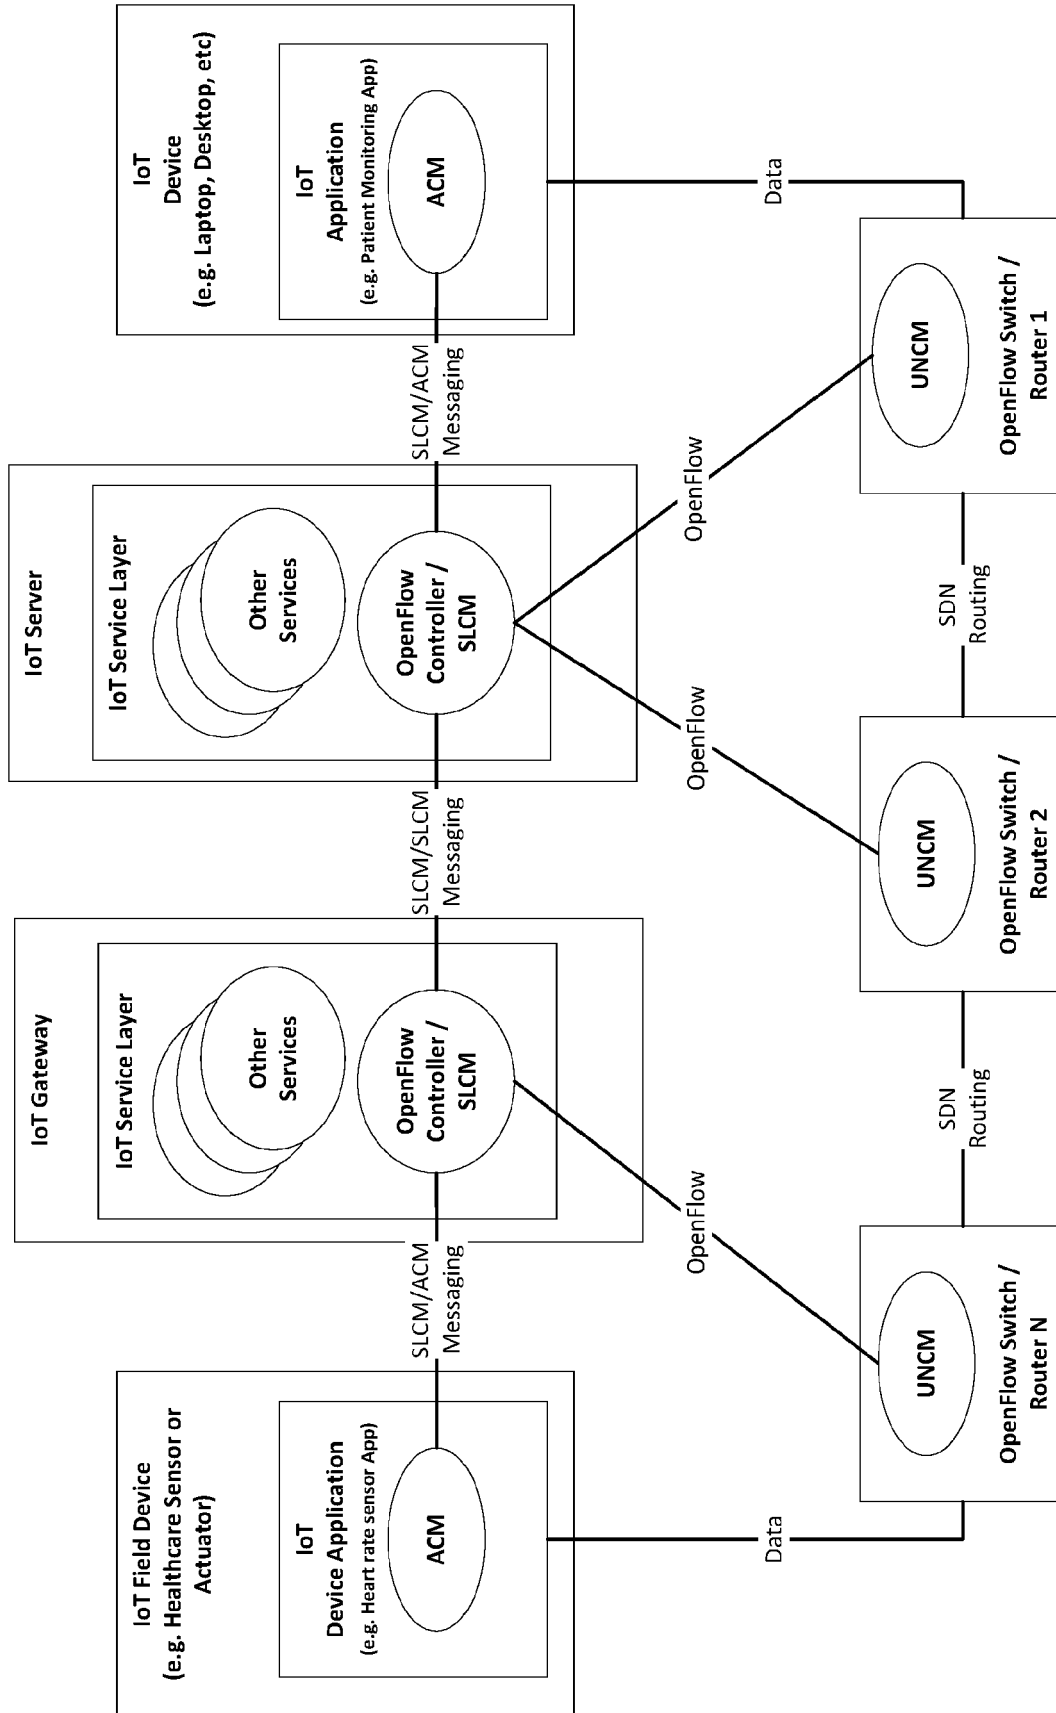 IoT Field Device
(e.g. Healthcare Sensor or
Actuator)
IoT
Device Application
(e.g. Heart rate sensor App)
ACM
SLCM/ACM
Messaging
IoT Gateway
IoT Service Layer
Other
Services
OpenFlow
Controller /
SLCM
SLCM/SLCM
Messaging
IoT Server
IoT Service Layer
Other
Services
OpenFlow
Controller /
SLCM
SLCM/ACM
Messaging
IoT
Device
(e.g. Laptop, Desktop, etc)
IoT
Application
(e.g. Patient Monitoring App)
ACM
Data
OpenFlow
OpenFlow
OpenFlow
Data
UNCM
OpenFlow Switch /
Router N
SDN
Routing
UNCM
OpenFlow Switch /
Router 2
SDN
Routing
UNCM
OpenFlow Switch /
Router 1